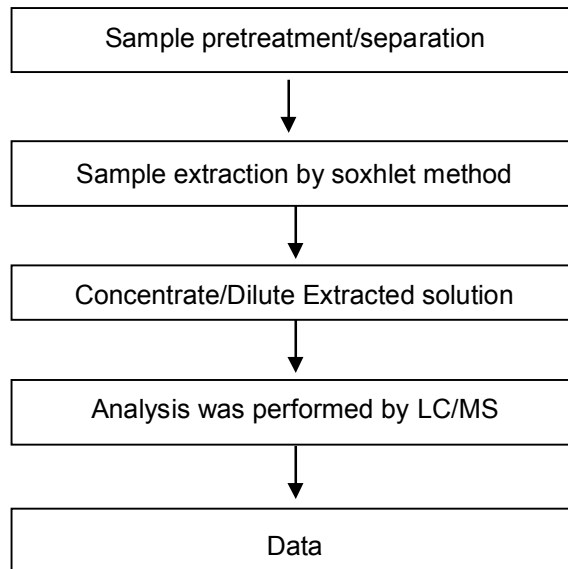 Sample pretreatment/separation
Sample extraction by soxhlet method
Concentrate/Dilute Extracted solution
Analysis was performed by LC/MS
Data